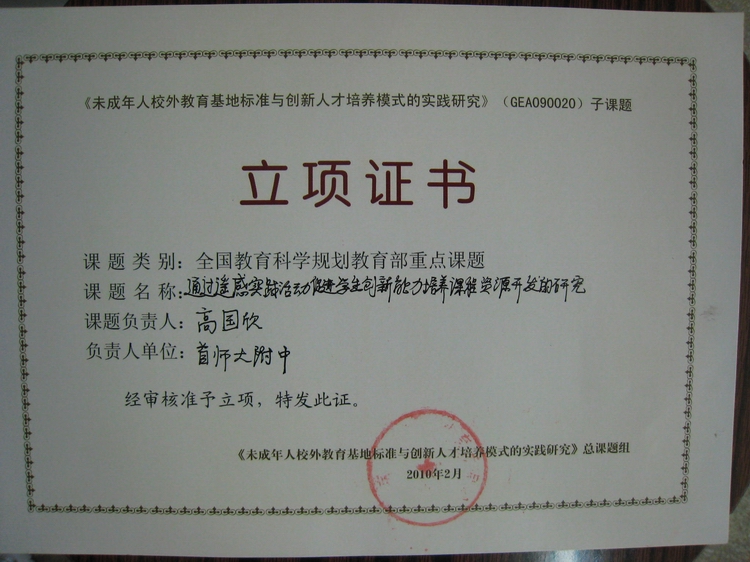 《未成年人校外教育基地标准与创新人才培养模式的实践研究》（GEA090020）子课题
立项证书
课题类别：全国教育科学规划教育部重点课题
课题名称：通过遥感实践活动促进学生创新能力培养课程资源开发的研究
课题负责人：高国欣
负责人单位：首师大附中
经审核准予立项，特发此证。
《未成年人校外教育基地标准与创新人才培养模式的实践研究》总课题组
2010年2月